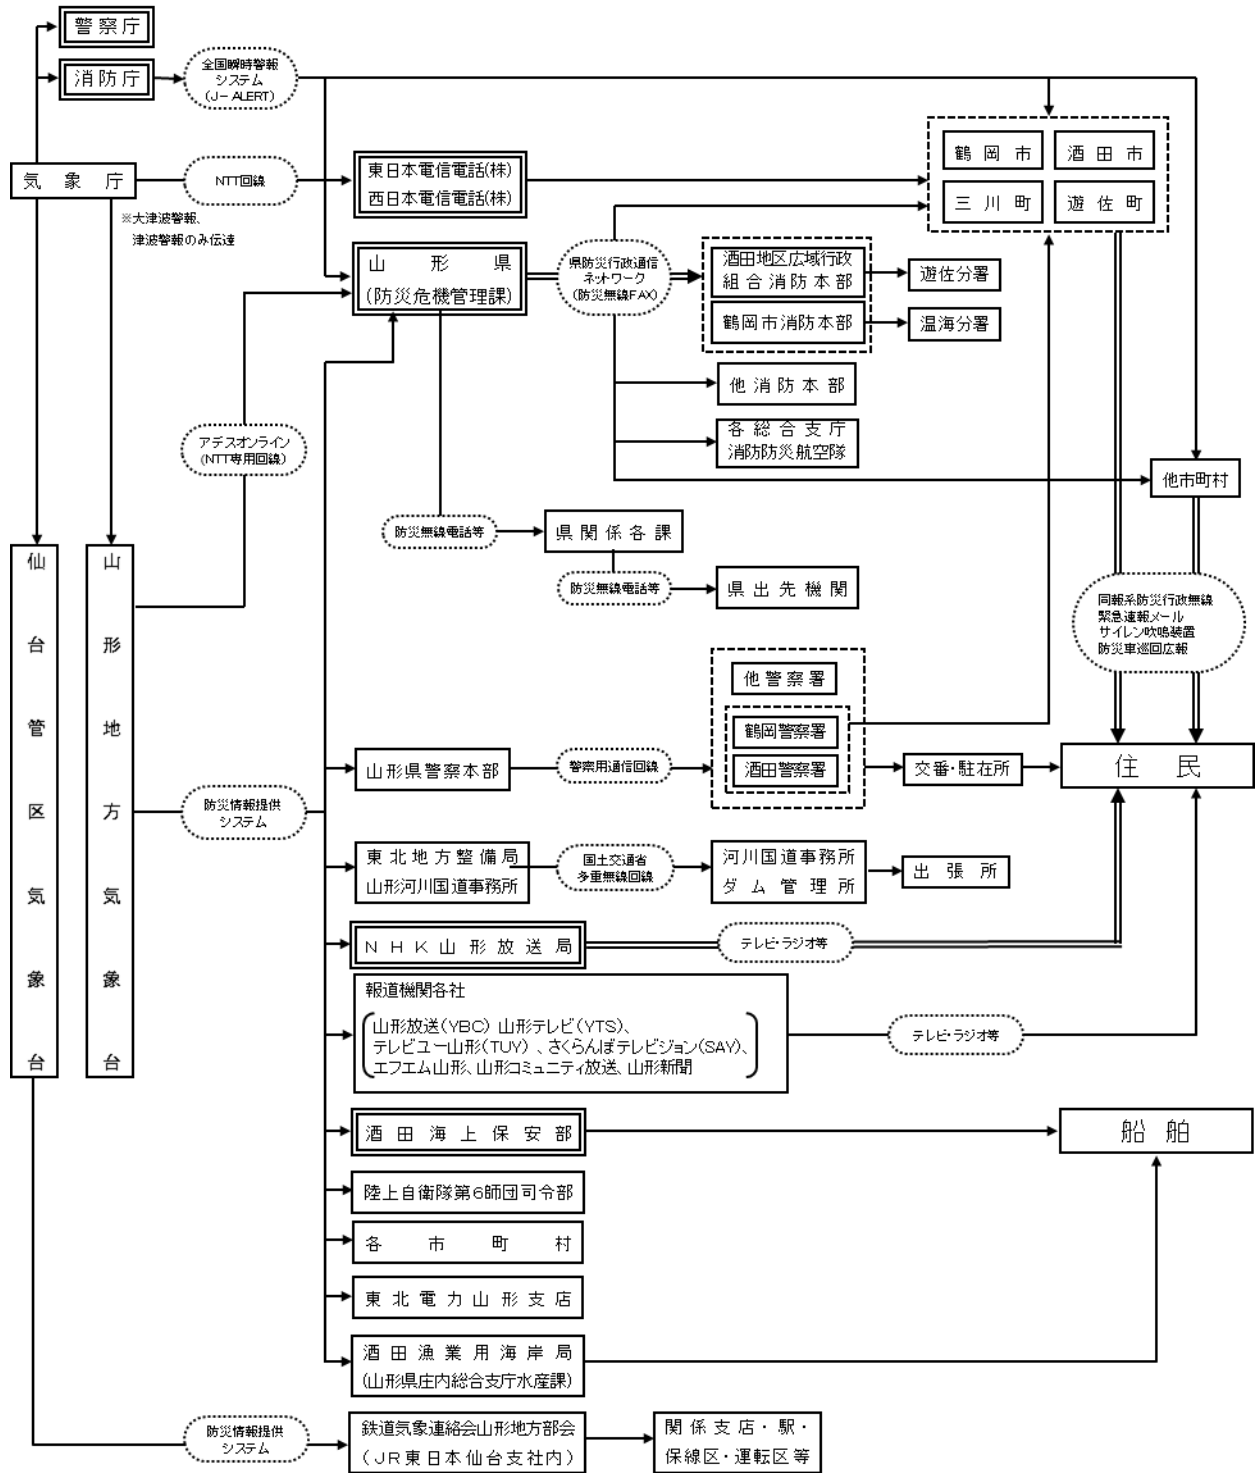 警察庁
消防庁
全国瞬時警報
システム
(J-ALERT)
気象庁
NTT回線
※大津波警報、
津波警報のみ伝達
東日本電信電話(株)
西日本電信電話(株)
鶴岡市
酒田市
三川町
遊佐町
山形県
(防災危機管理課)
県防災行政通信
ネットワーク
(防災無線FAX)
酒田地区広域行政
組合消防本部
遊佐分署
鶴岡市消防本部
温海分署
他消防本部
各総合支庁
消防防災航空隊
他市町村
アデスオンライン
(NTT専用回線)
防災無線電話等
県関係各課
防災無線電話等
県出先機関
同報系防災行政無線
緊急速報メール
サイレン吹鳴装置
防災車巡回広報
仙台管区気象台
山形地方気象台
他警察署
鶴岡警察署
酒田警察署
山形県警察本部
警察用通信回線
交番・駐在所
住民
防災情報提供
システム
東北地方整備局
山形河川国道事務所
国土交通省
多重無線回線
河川国道事務所
ダム管理所
出張所
NHK山形放送局
テレビ・ラジオ等
報道機関各社
山形放送(YBC) 山形テレビ(YTS)、
テレビユー山形(TUY) 、さくらんぼテレビジョン(SAY)、
エフエム山形、山形コミュニティ放送、山形新聞
テレビ・ラジオ等
酒田海上保安部
船舶
陸上自衛隊第6師団司令部
各市町村
東北電力山形支店
酒田漁業用海岸局
(山形県庄内総合支庁水産課)
防災情報提供
システム
鉄道気象連絡会山形地方部会
(JR東日本仙台支社内)
関係支店・駅・
保線区・運転区等